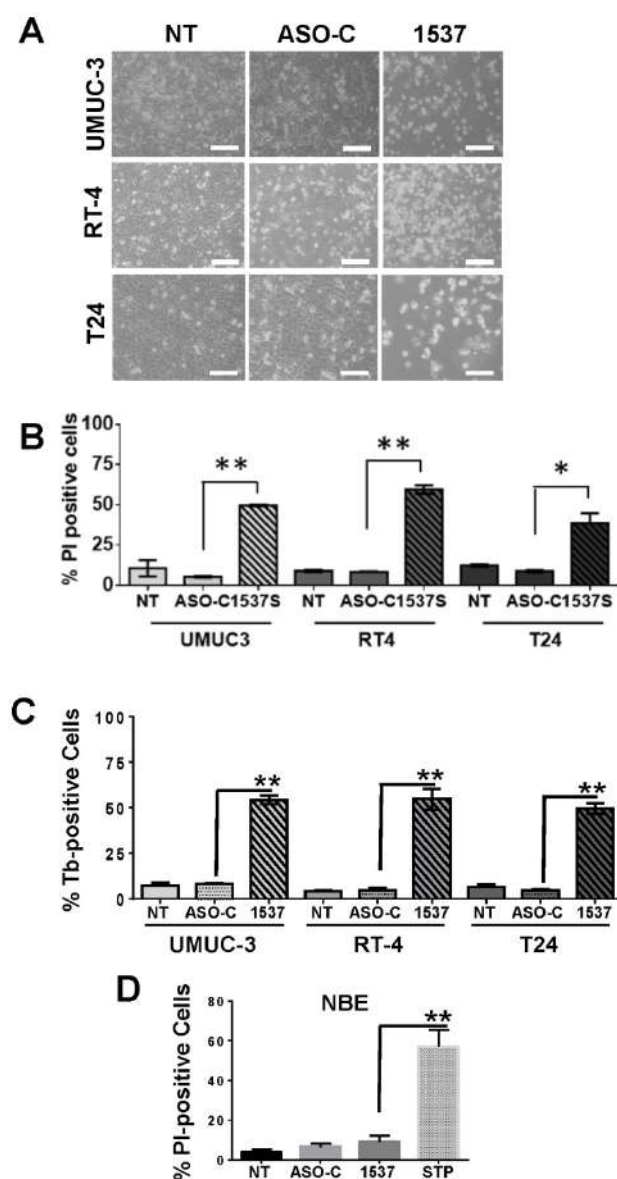 A
NT ASO-C 1537
UMUC-3
RT-4
T24
B
% PI positive cells
100
75
50
25
0
** ** *
NT ASO-C1537S NT ASO-C1537S NT ASO-C1537S
UMUC3 RT4 T24
C
% Tb-positive Cells
100
75
50
25
0
** ** **
NT ASO-C 1537 NT ASO-C 1537 NT ASO-C 1537
UMUC-3 RT-4 T24
D
NBE
% PI-positive Cells
80
60
40
20
0
**
NT ASO-C 1537 STP